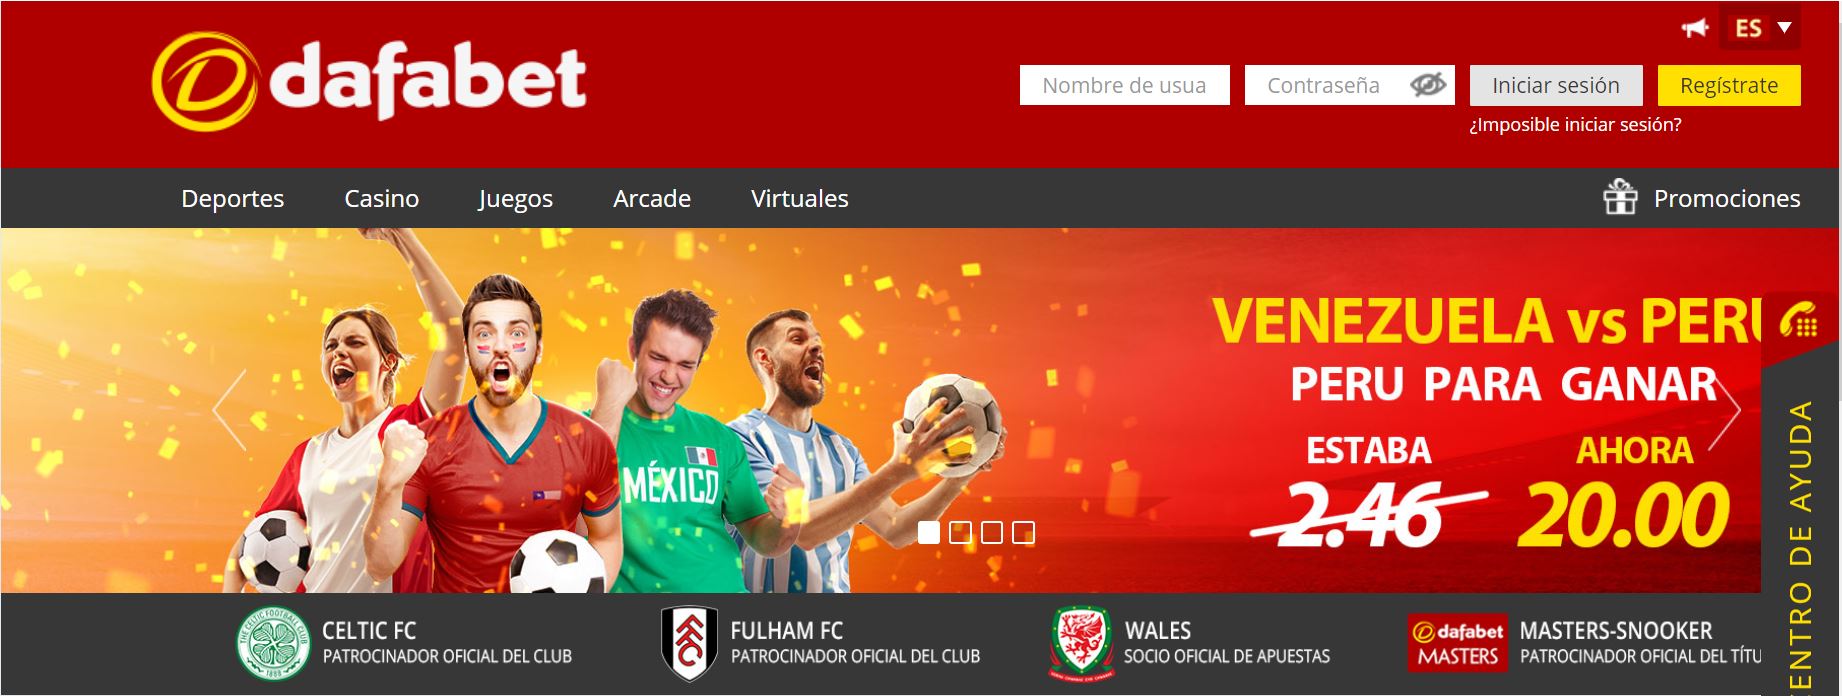 ES
dafabet
Nombre de usua
Contraseña
Iniciar sesión
Regístrate
¿Imposible iniciar sesión?
Deportes
Casino
Juegos
Arcade
Virtuales
Promociones
VENEZUELA vs PERU
PERU PARA GANAR
ESTABA
AHORA
2.46
20.00
MÉXICO
ENTRO DE AYUDA
THE CELTIC FOOTBALL CLUB
1888
CELTIC FC
PATROCINADOR OFICIAL DEL CLUB
FFC
FULHAM FC
PATROCINADOR OFICIAL DEL CLUB
WALES
SOCIO OFICIAL DE APUESTAS
dafabet
MASTERS
MASTERS-SNOOKER
PATROCINADOR OFICIAL DEL TÍTU